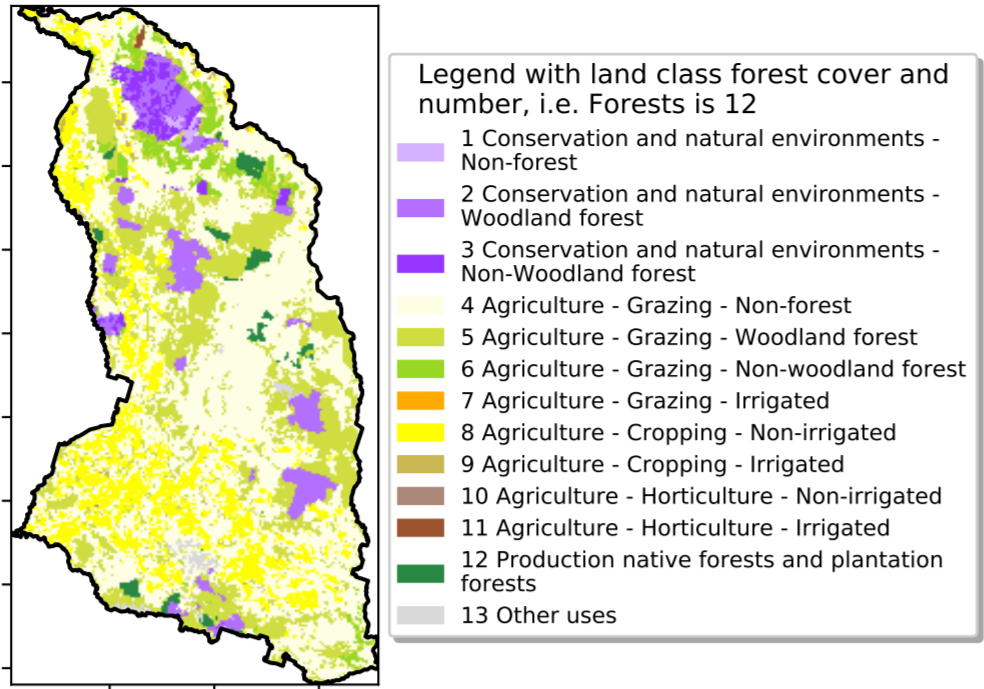 Legend with land class forest cover and
number, i.e. Forests is 12
1 Conservation and natural environments -
Non-forest
2 Conservation and natural environments -
Woodland forest
3 Conservation and natural environments -
Non-Woodland forest
4 Agriculture - Grazing - Non-forest
5 Agriculture - Grazing - Woodland forest
6 Agriculture - Grazing - Non-woodland forest
7 Agriculture - Grazing - Irrigated
8 Agriculture - Cropping - Non-irrigated
9 Agriculture - Cropping - Irrigated
10 Agriculture - Horticulture - Non-irrigated
11 Agriculture - Horticulture - Irrigated
12 Production native forests and plantation
forests
13 Other uses